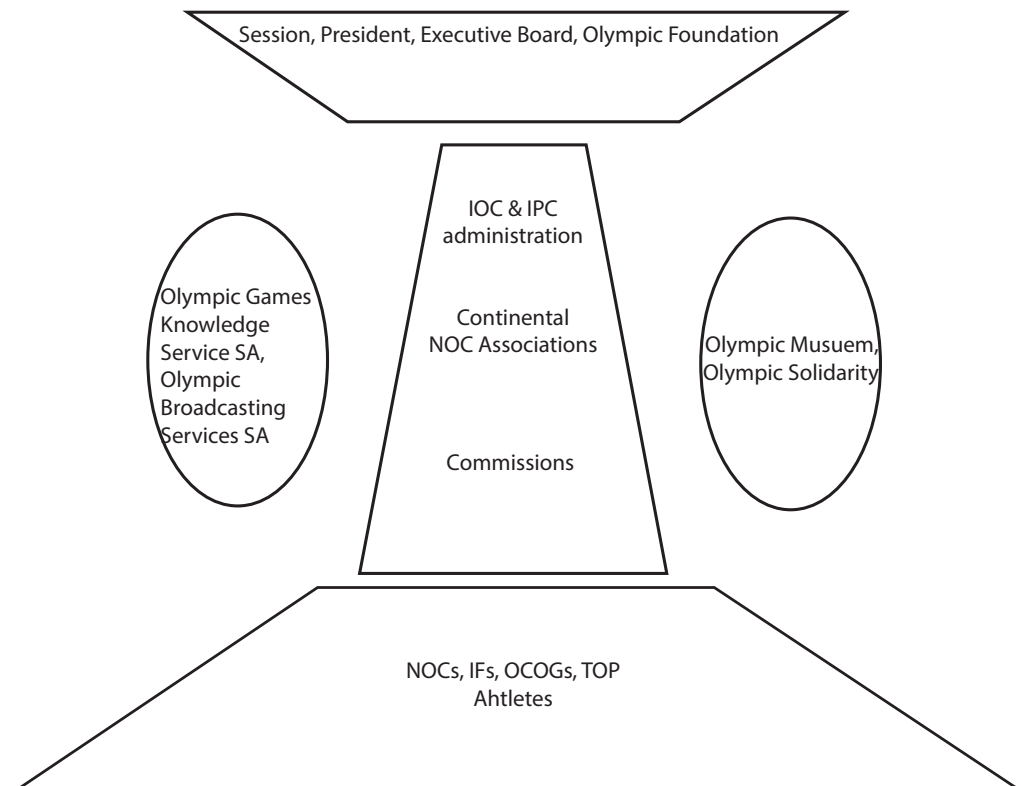 Session, President, Executive Board, Olympic Foundation
IOC & IPC
administration
Continental
NOC Associations
Commissions
Olympic Games
Knowledge
Service SA,
Olympic
Broadcasting
Services SA
Olympic Musuem,
Olympic Solidarity
NOCs, IFs, OCOGs, TOP
Ahtletes